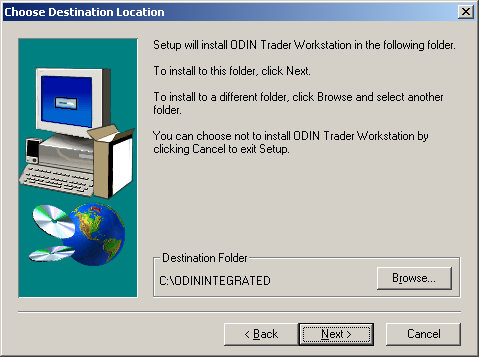 Choose Destination Location
Setup will install ODIN Trader Workstation in the following folder.
To install to this folder, click Next.
To install to a different folder, click Browse and select another
folder.
You can choose not to install ODIN Trader Workstation by
clicking Cancel to exit Setup.
Destination Folder
C:\ODININTEGRATED
Browse...
< Back
Next >
Cancel